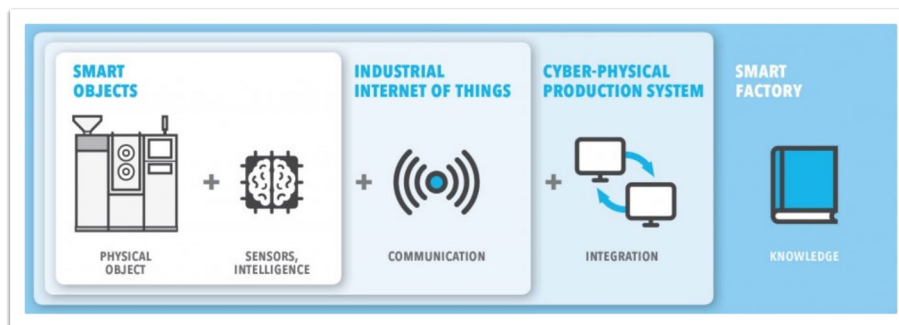 SMART
OBJECTS
INDUSTRIAL
INTERNET OF THINGS
CYBER-PHYSICAL
PRODUCTION SYSTEM
SMART
FACTORY
+
+
+
PHYSICAL
OBJECT
SENSORS,
INTELLIGENCE
COMMUNICATION
INTEGRATION
KNOWLEDGE